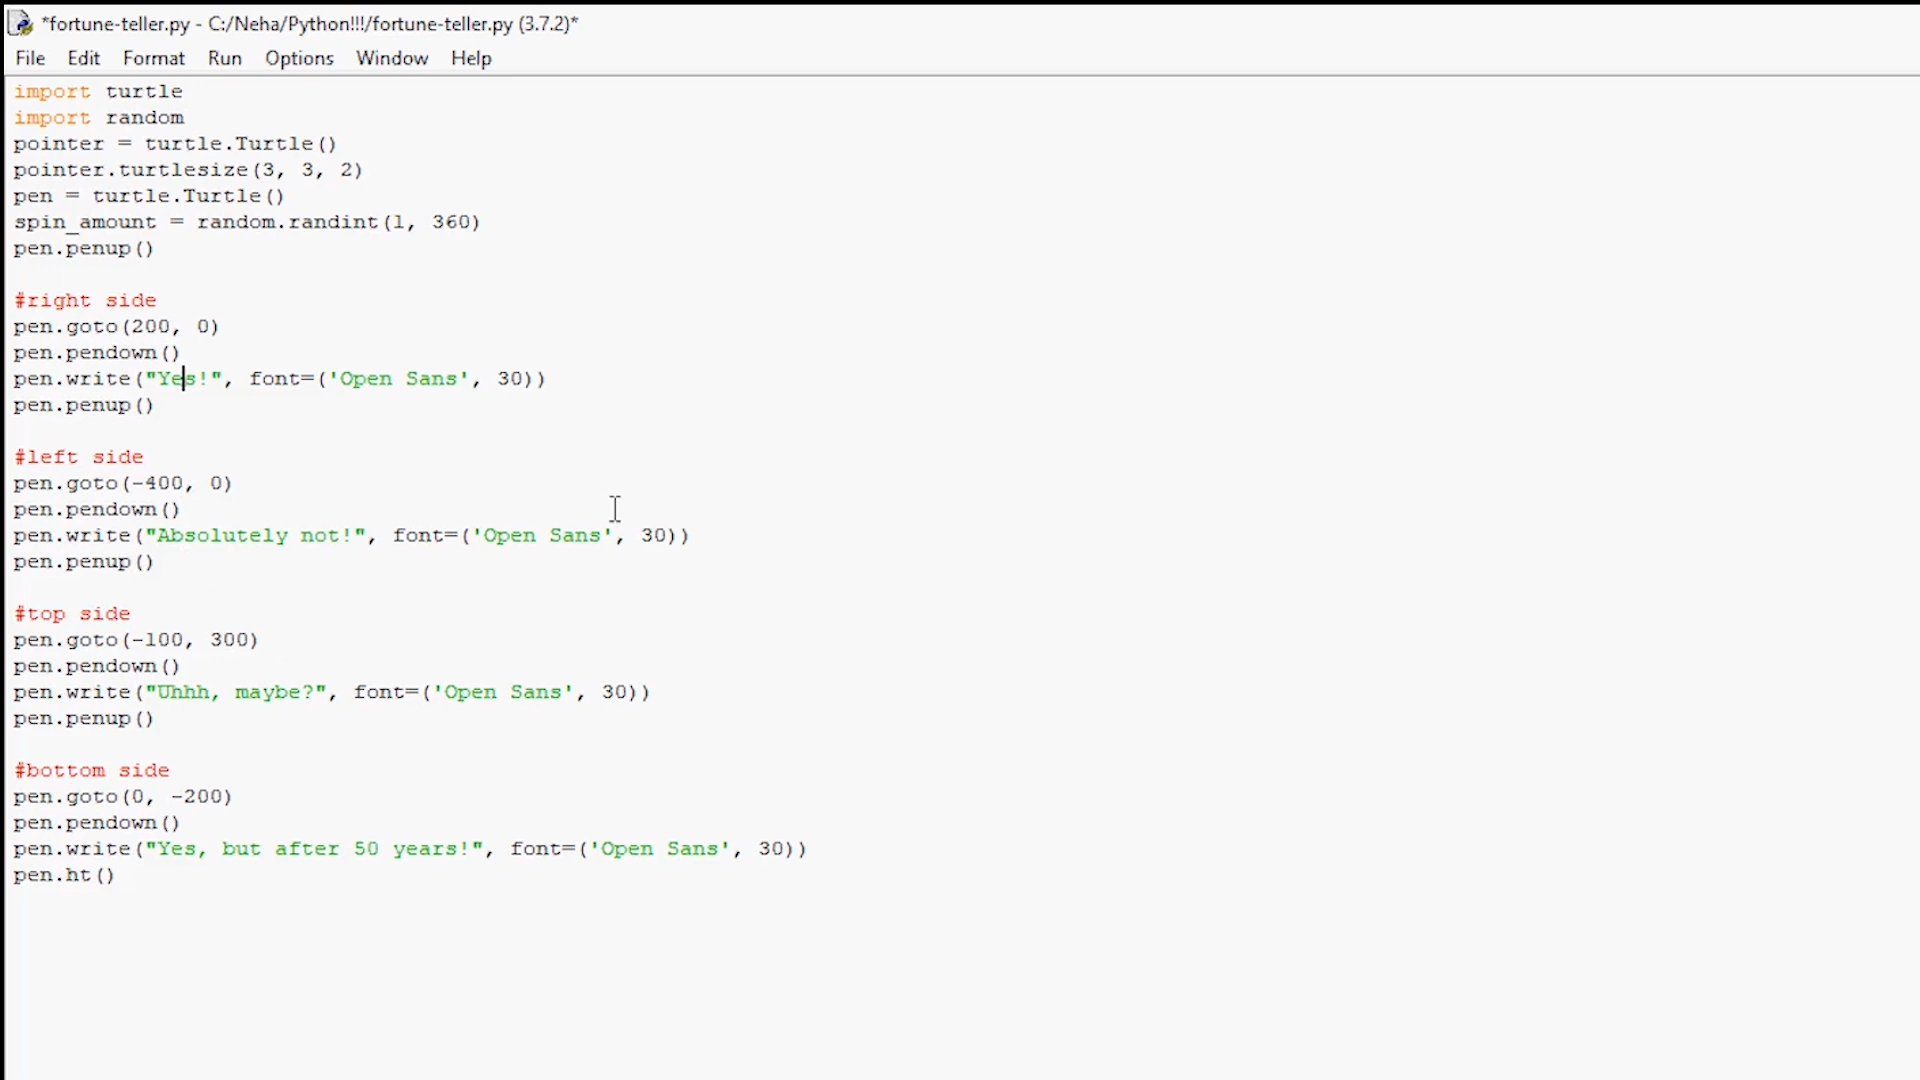 *fortune-teller.py - C:/Neha/Python!!!/fortune-teller.py (3.7.2)*
File Edit Format Run Options Window Help
import turtle
import random
pointer = turtle.Turtle()
pointer.turtlesize(3, 3, 2)
pen = turtle.Turtle()
spin_amount = random.randint(1, 360)
pen.penup()

#right side
pen.goto(200, 0)
pen.pendown()
pen.write("Yes!", font=('Open Sans', 30))
pen.penup()

#left side
pen.goto(-400, 0)
pen.pendown()
pen.write("Absolutely not!", font=('Open Sans', 30))
pen.penup()

#top side
pen.goto(-100, 300)
pen.pendown()
pen.write("Uhhh, maybe?", font=('Open Sans', 30))
pen.penup()

#bottom side
pen.goto(0, -200)
pen.pendown()
pen.write("Yes, but after 50 years!", font=('Open Sans', 30))
pen.ht()